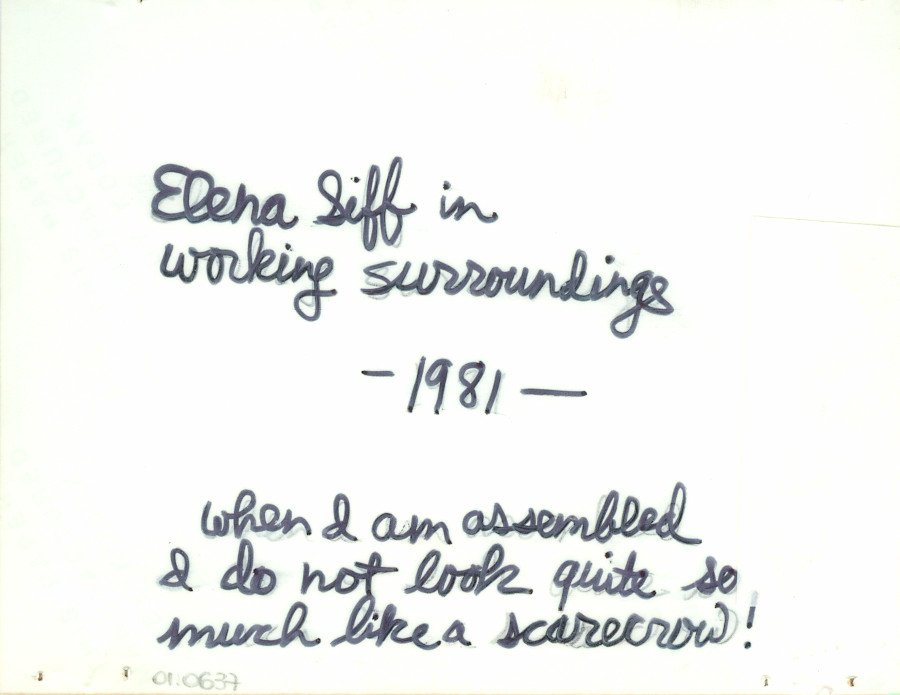 Elena Siff in
working surroundings
- 1981 —
when I am assembled
I do not look quite so
much like a scarecrow!
01.0637